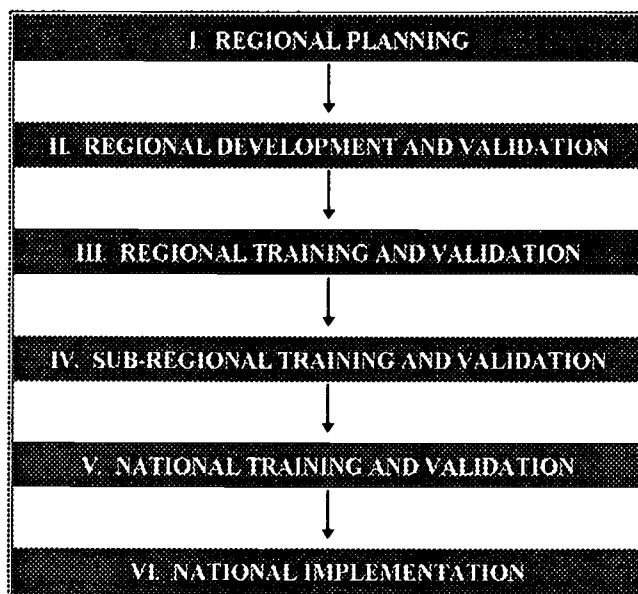 I. REGIONAL PLANNING
II. REGIONAL DEVELOPMENT AND VALIDATION
III. REGIONAL TRAINING AND VALIDATION
IV. SUB-REGIONAL TRAINING AND VALIDATION
V. NATIONAL TRAINING AND VALIDATION
VI. NATIONAL IMPLEMENTATION